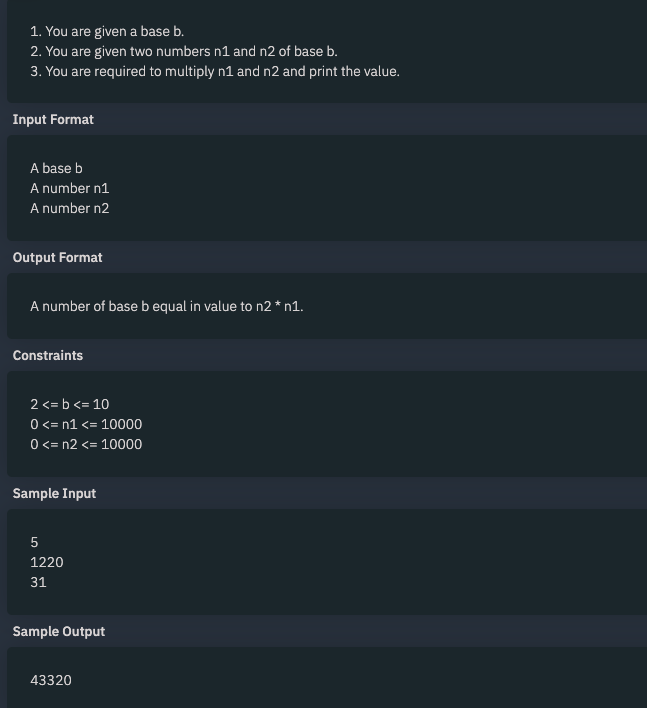 1. You are given a base b.
2. You are given two numbers n1 and n2 of base b.
3. You are required to multiply n1 and n2 and print the value.
Input Format
A base b
A number n1
A number n2
Output Format
A number of base b equal in value to n2 * n1.
Constraints
2 <= b <= 10
0 <= n1 <= 10000
0 <= n2 <= 10000
Sample Input
5
1220
31
Sample Output
43320